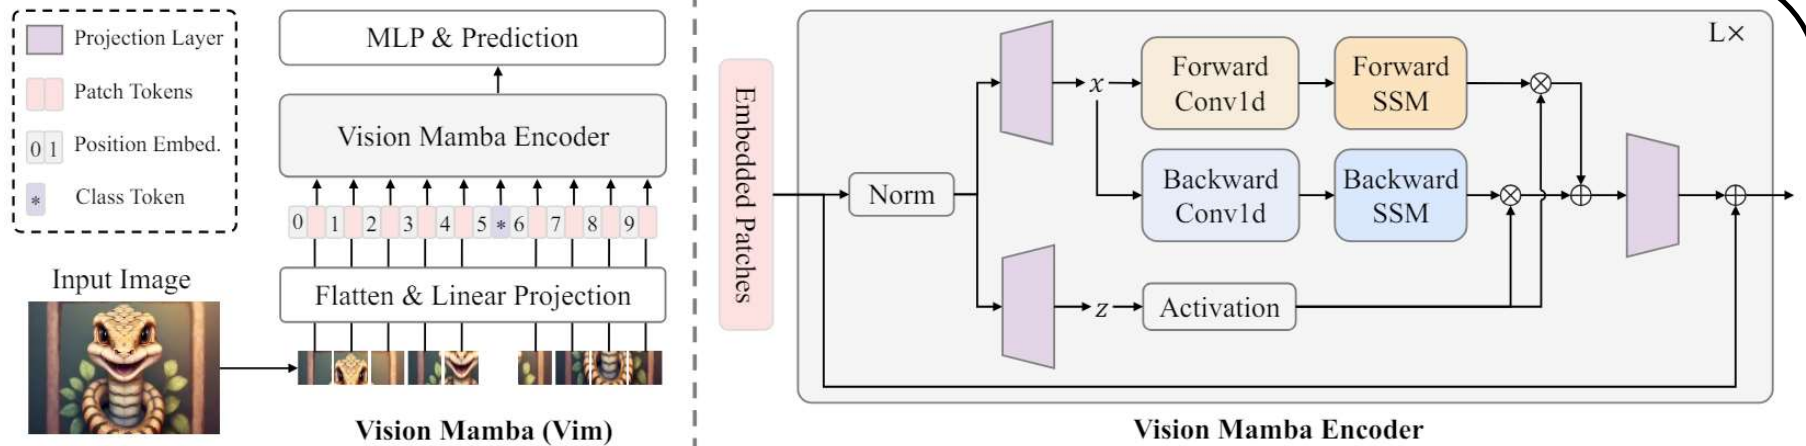 Projection Layer
Patch Tokens
0 1 Position Embed.
* Class Token
Input Image
MLP & Prediction
Vision Mamba Encoder
0 1 2 3 4 5 * 6 7 8 9
Flatten & Linear Projection
Vision Mamba (Vim)
Embedded Patches
L×
Norm
x
Forward
Conv1d
Forward
SSM
Backward
Conv1d
Backward
SSM
z
Activation
Vision Mamba Encoder